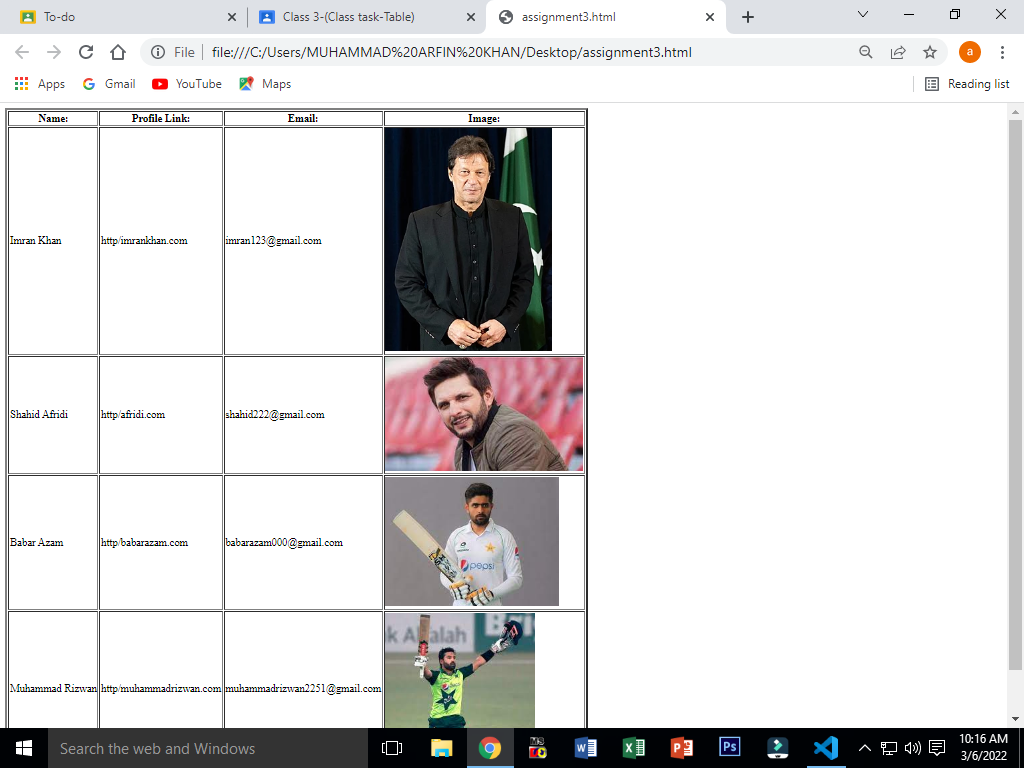 To-do
Class 3-(Class task-Table)
assignment3.html
File
file:///C:/Users/MUHAMMAD%20ARFIN%20KHAN/Desktop/assignment3.html
a
Apps
Gmail
YouTube
Maps
Reading list
Name: Profile Link: Email: Image:
Imran Khan http/imrankhan.com imran123@gmail.com
Shahid Afridi http/afridi.com shahid222@gmail.com
Babar Azam http/babarazam.com babarazam000@gmail.com
pepsi
Muhammad Rizwan http/muhammadrizwan.com muhammadrizwan2251@gmail.com
Search the web and Windows
Ps
10:16 AM
3/6/2022